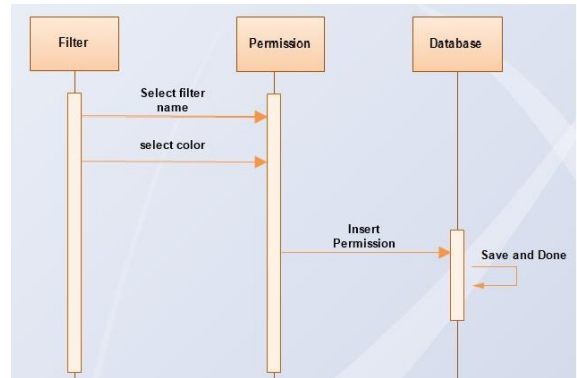 Filter
Permission
Database
Select filter
name
select color
Insert
Permission
Save and Done